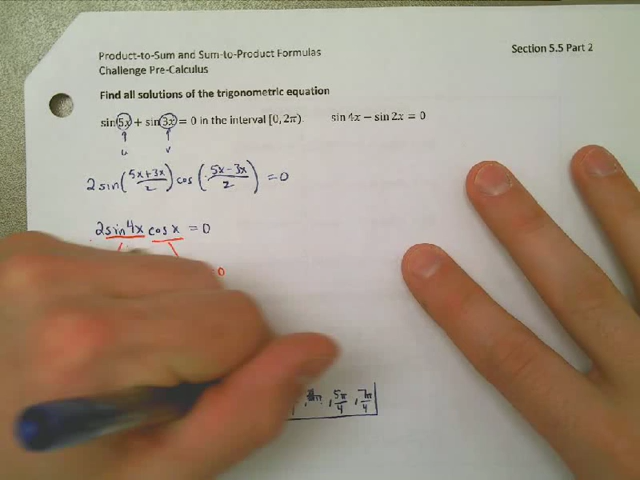 Product-to-Sum and Sum-to-Product Formulas
Section 5.5 Part 2
Challenge Pre-Calculus
Find all solutions of the trigonometric equation
sin 5x + sin 3x = 0 in the interval [0, 2π). sin 4x − sin 2x = 0
u v
2 sin(5x+3x/2) cos(5x-3x/2) = 0
2 sin 4x cos x = 0
0
, 5π/4, 7π/4